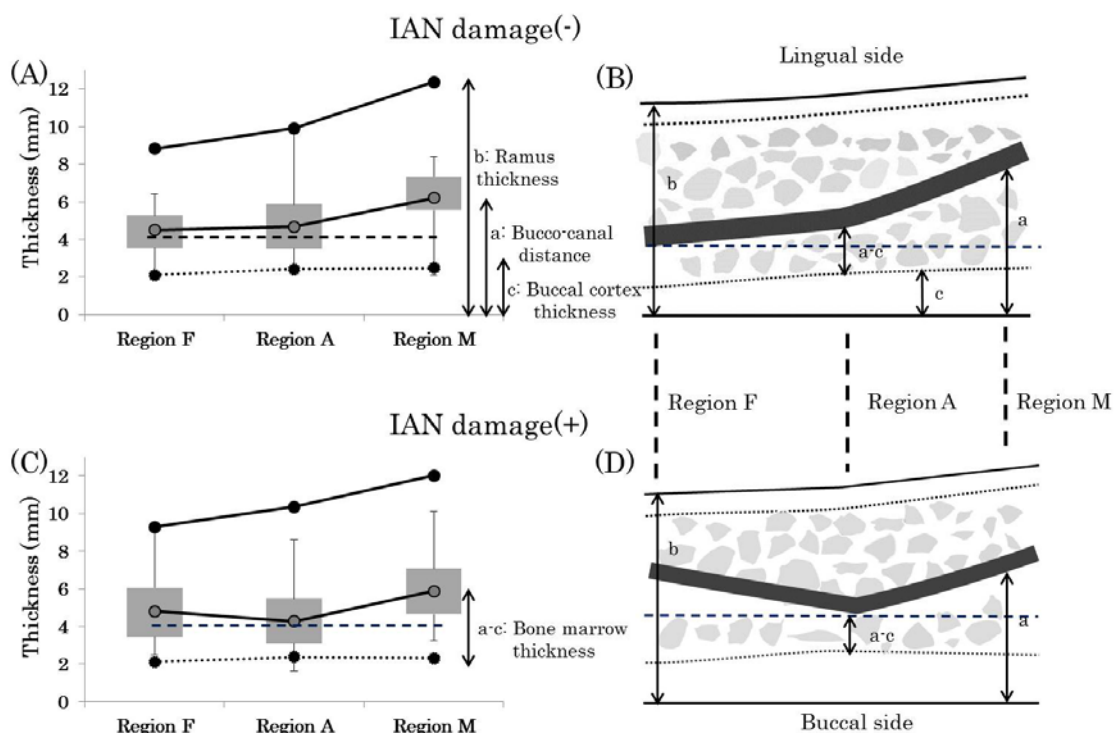 IAN damage(-)
(A)
12
10
8
6
4
2
0
Thickness (mm)
Region F
Region A
Region M
b: Ramus
thickness
a: Bucco-canal
distance
c: Buccal cortex
thickness
(B)
Lingual side
b
a
a-c
c
Region F
Region A
Region M
IAN damage(+)
(C)
12
10
8
6
4
2
0
Thickness (mm)
Region F
Region A
Region M
a-c: Bone marrow
thickness
(D)
b
a
a-c
Buccal side